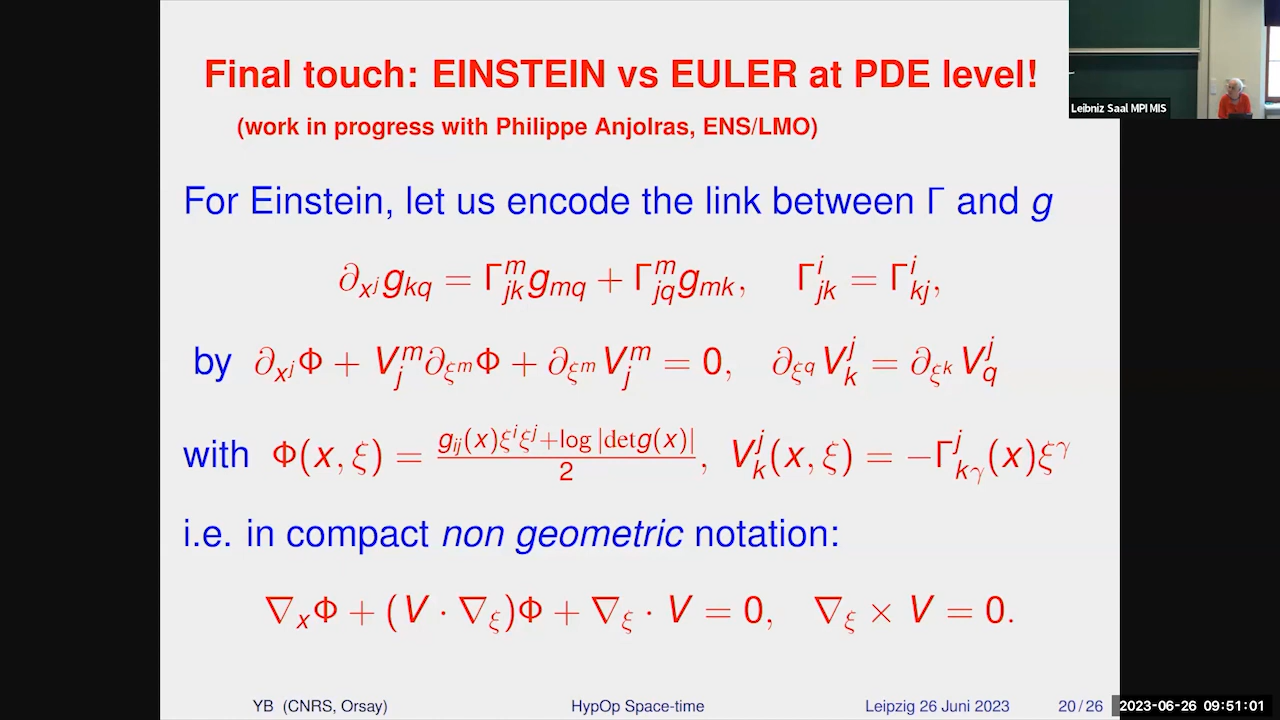 Final touch: EINSTEIN vs EULER at PDE level!
(work in progress with Philippe Anjolras, ENS/LMO)
Leibniz Saal MPI MIS
For Einstein, let us encode the link between Γ and g
∂_{x^j} g_{kq} = Γ^m_{jk} g_{mq} + Γ^m_{jq} g_{mk}, Γ^i_{jk} = Γ^i_{kj},
by ∂_{x^j} Φ + V^m_j ∂_{ξ^m} Φ + ∂_{ξ^m} V^m_j = 0, ∂_{ξ^q} V^j_k = ∂_{ξ^k} V^j_q
with Φ(x, ξ) = \frac{g_{ij}(x)ξ^iξ^j+log |detg(x)|}{2}, V^j_k(x, ξ) = −Γ^j_{kγ}(x)ξ^γ
i.e. in compact non geometric notation:
∇_xΦ + (V · ∇_ξ)Φ + ∇_ξ · V = 0, ∇_ξ × V = 0.
YB (CNRS, Orsay) HypOp Space-time Leipzig 26 Juni 2023 20 / 26
2023-06-26 09:51:01